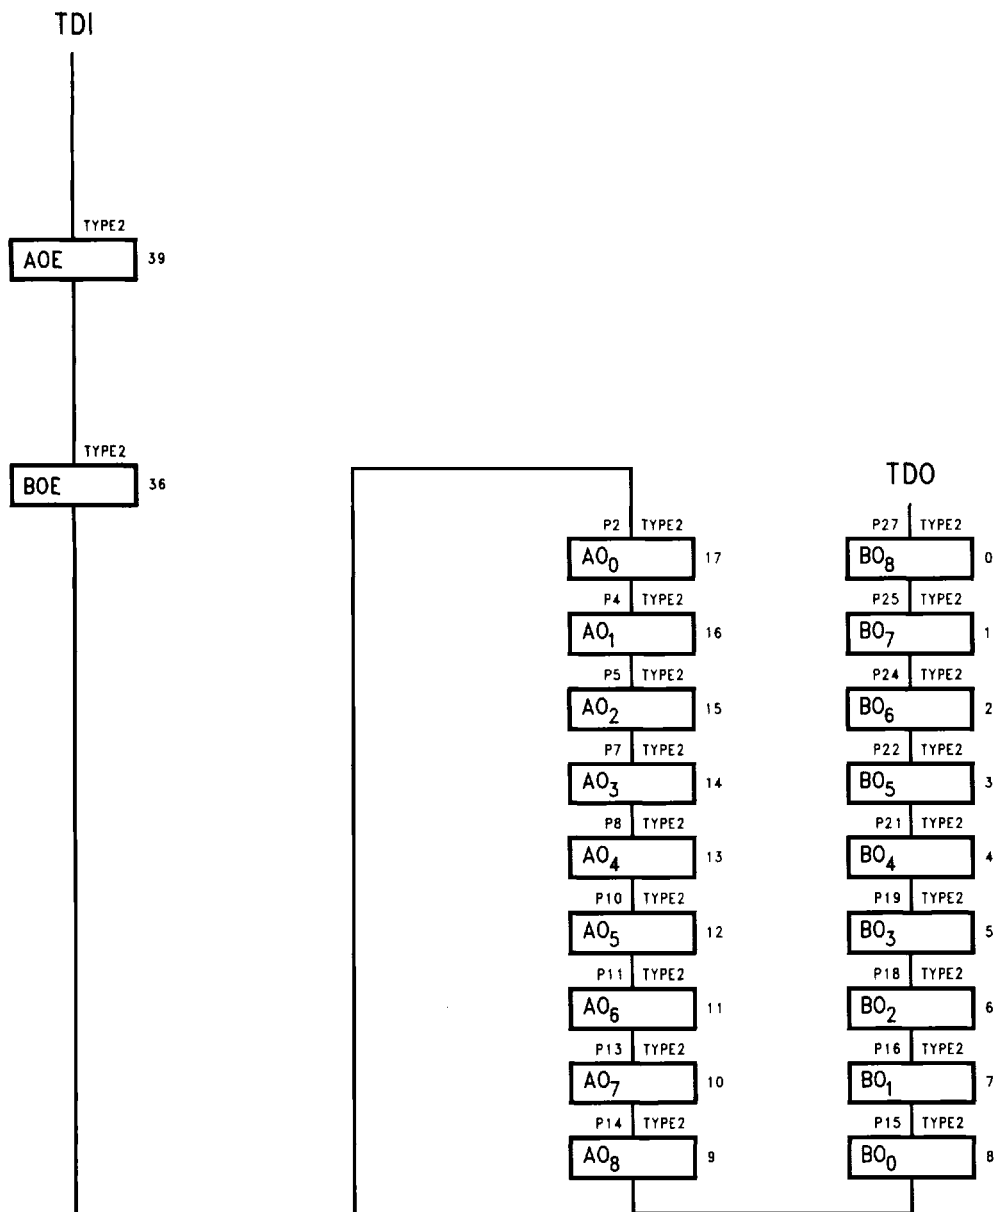 TDI
TYPE2
AOE 39
TYPE2
BOE 36
TDO
P2 TYPE2 P27 TYPE2
AO0 17 BO8 0
P4 TYPE2 P25 TYPE2
AO1 16 BO7 1
P5 TYPE2 P24 TYPE2
AO2 15 BO6 2
P7 TYPE2 P22 TYPE2
AO3 14 BO5 3
P8 TYPE2 P21 TYPE2
AO4 13 BO4 4
P10 TYPE2 P19 TYPE2
AO5 12 BO3 5
P11 TYPE2 P18 TYPE2
AO6 11 BO2 6
P13 TYPE2 P16 TYPE2
AO7 10 BO1 7
P14 TYPE2 P15 TYPE2
AO8 9 BO0 8